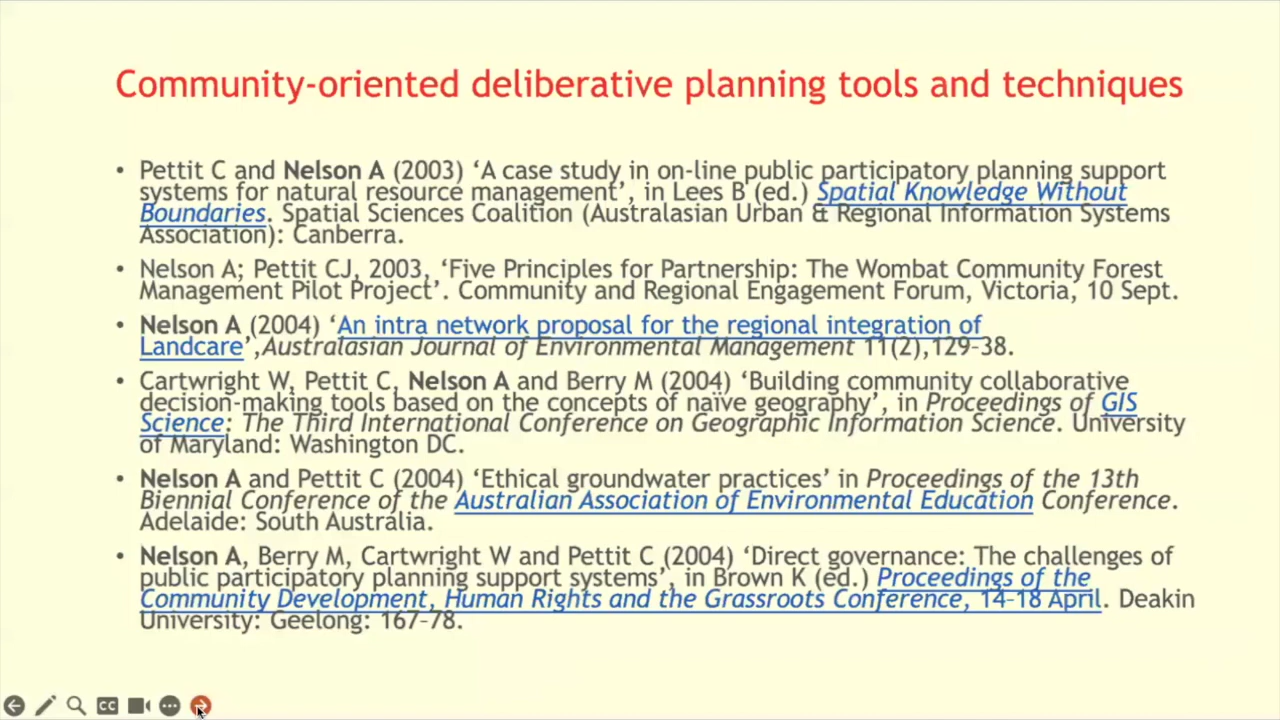 Community-oriented deliberative planning tools and techniques
• Pettit C and Nelson A (2003) ‘A case study in on-line public participatory planning support
systems for natural resource management’, in Lees B (ed.) Spatial Knowledge Without
Boundaries. Spatial Sciences Coalition (Australasian Urban & Regional Information Systems
Association): Canberra.
• Nelson A; Pettit CJ, 2003, ‘Five Principles for Partnership: The Wombat Community Forest
Management Pilot Project’. Community and Regional Engagement Forum, Victoria, 10 Sept.
• Nelson A (2004) ‘An intra network proposal for the regional integration of
Landcare’,Australasian Journal of Environmental Management 11(2),129–38.
• Cartwright W, Pettit C, Nelson A and Berry M (2004) ‘Building community collaborative
decision-making tools based on the concepts of naïve geography’, in Proceedings of GIS
Science: The Third International Conference on Geographic Information Science. University
of Maryland: Washington DC.
• Nelson A and Pettit C (2004) ‘Ethical groundwater practices’ in Proceedings of the 13th
Biennial Conference of the Australian Association of Environmental Education Conference.
Adelaide: South Australia.
• Nelson A, Berry M, Cartwright W and Pettit C (2004) ‘Direct governance: The challenges of
public participatory planning support systems’, in Brown K (ed.) Proceedings of the
Community Development, Human Rights and the Grassroots Conference, 14–18 April. Deakin
University: Geelong: 167–78.
CC